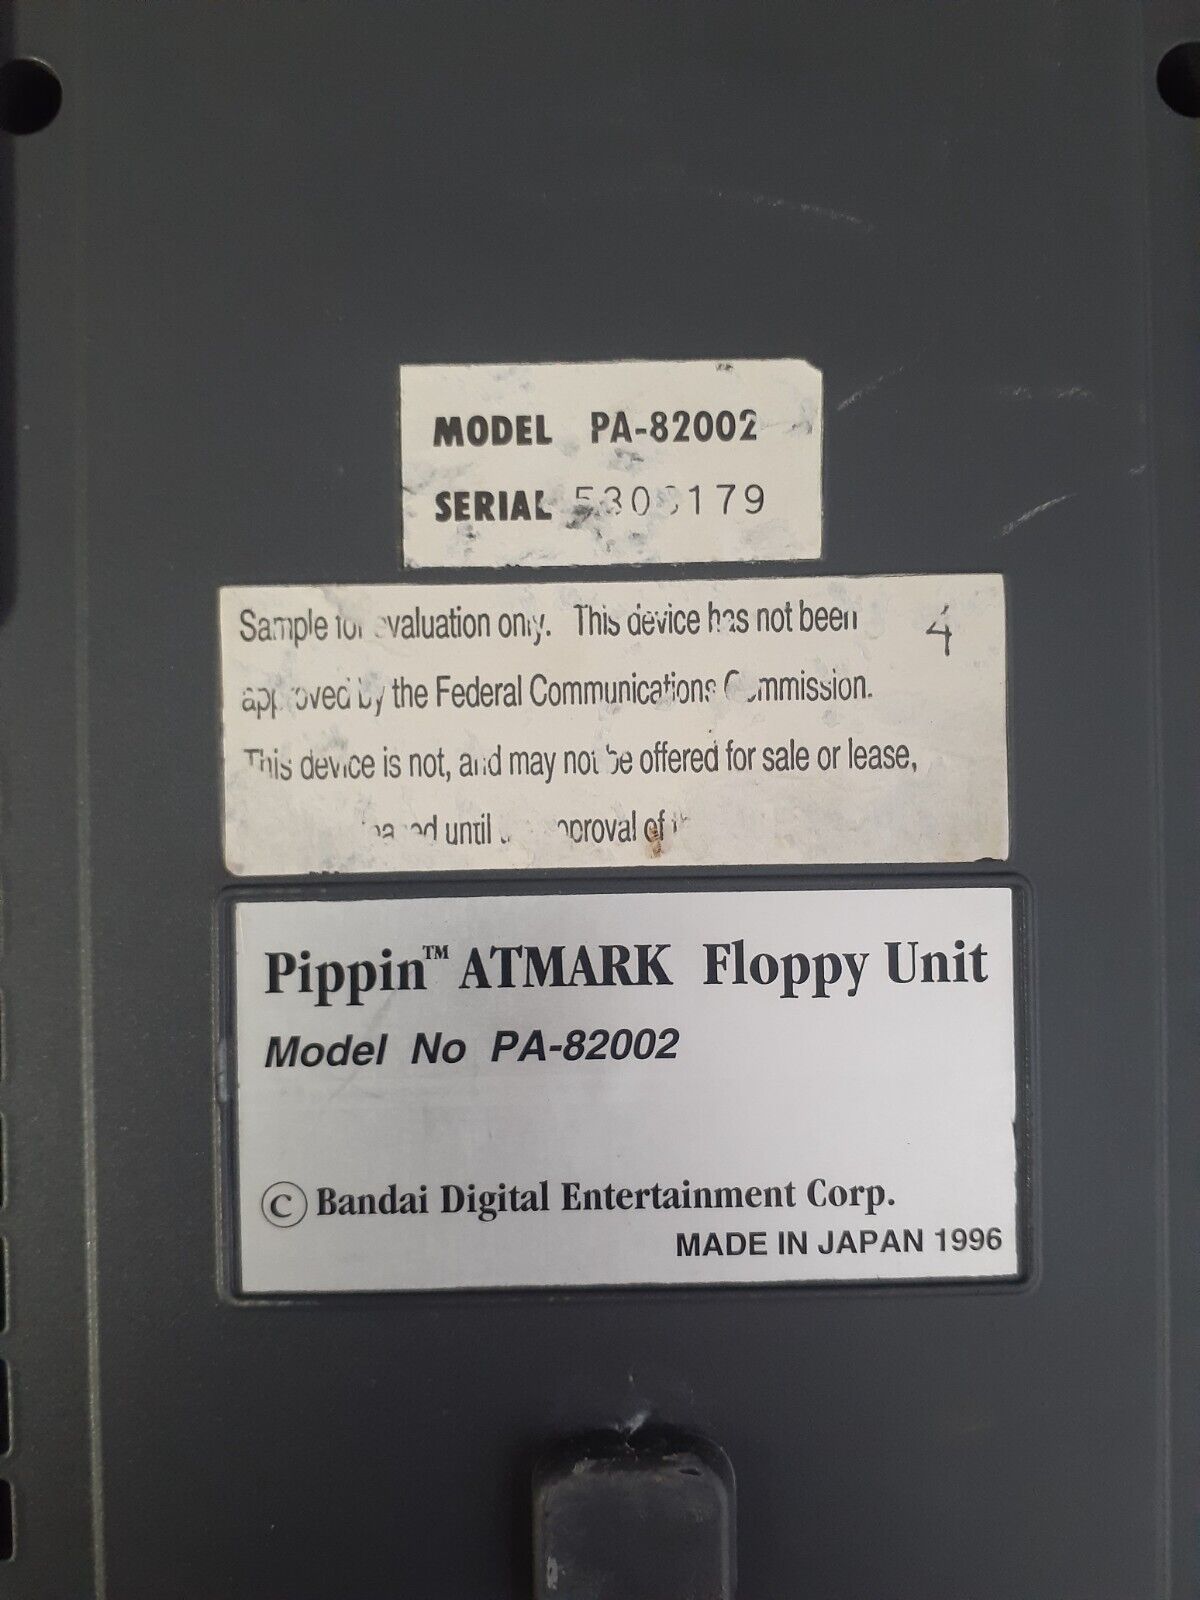 MODEL PA-82002
SERIAL
Sample for evaluation only. This device has not been 4
approved by the Federal Communications Commission.
This device is not, and may not be offered for sale or lease,
until approval of
Pippin™ ATMARK Floppy Unit
Model No PA-82002
© Bandai Digital Entertainment Corp.
MADE IN JAPAN 1996